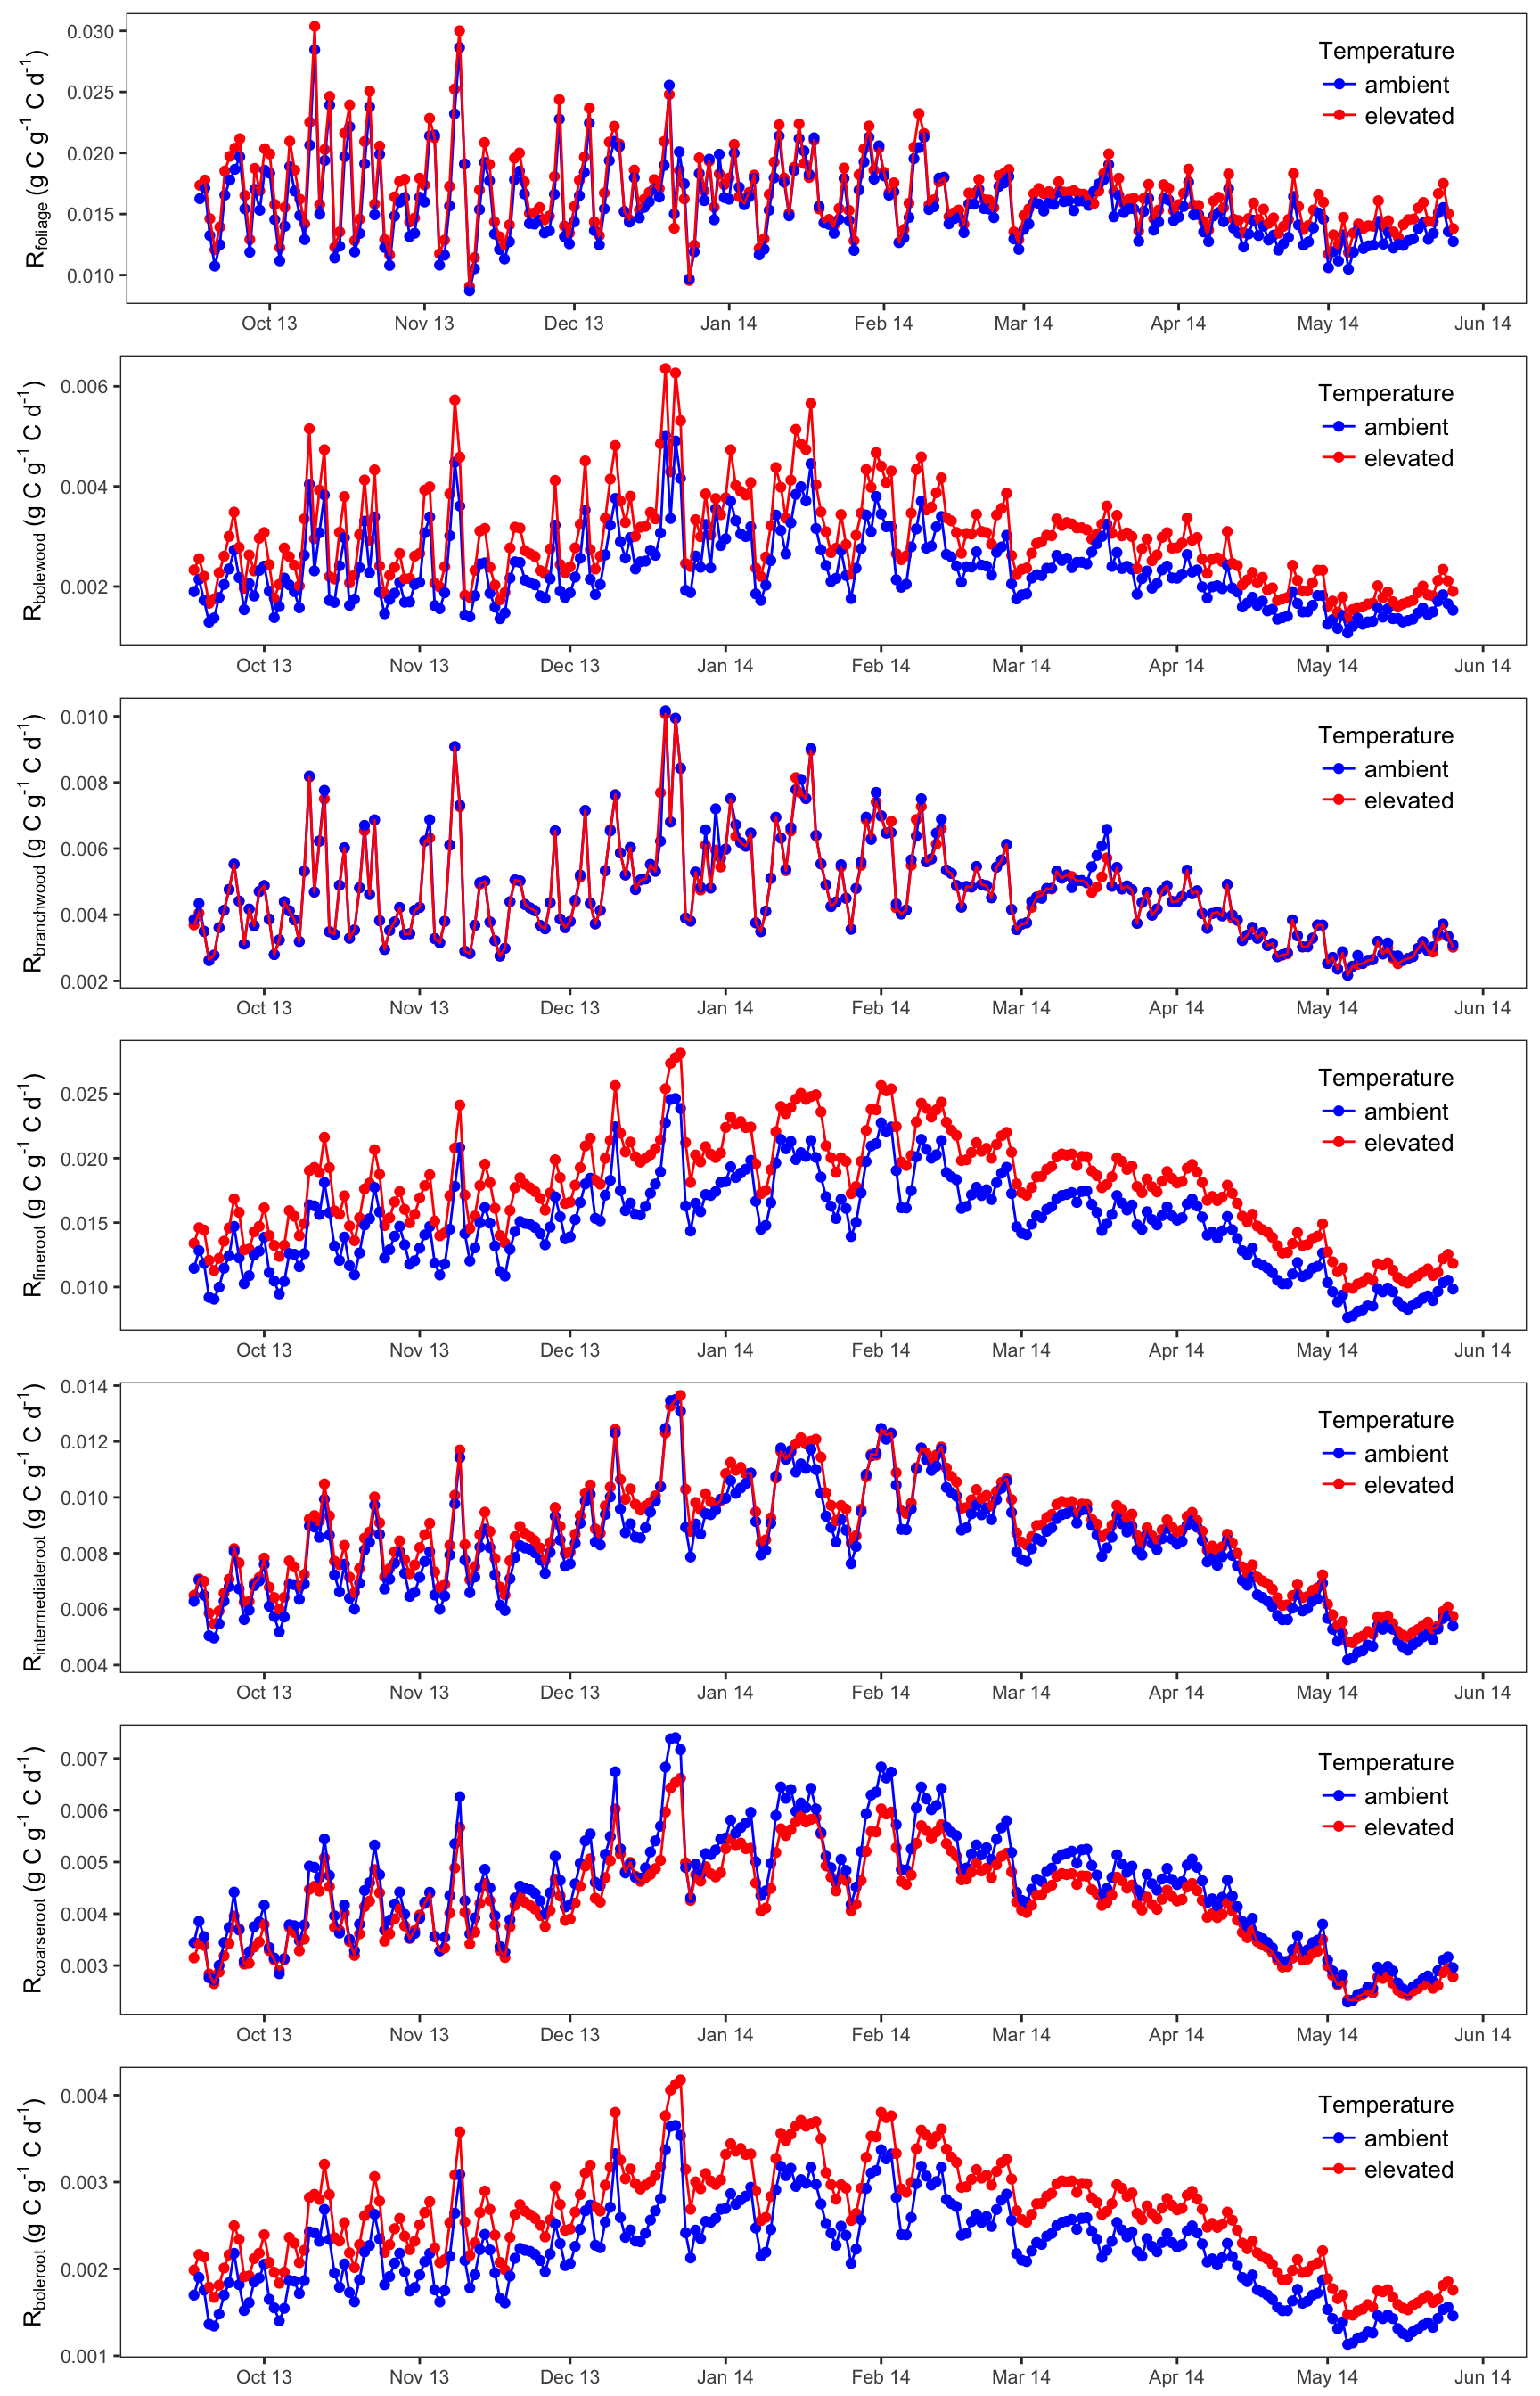 Rfoliage (g C g-1 C d-1)
0.030
0.025
0.020
0.015
0.010
Temperature
ambient
elevated
Oct 13 Nov 13 Dec 13 Jan 14 Feb 14 Mar 14 Apr 14 May 14 Jun 14
Rbolewood (g C g-1 C d-1)
0.006
0.004
0.002
Temperature
ambient
elevated
Oct 13 Nov 13 Dec 13 Jan 14 Feb 14 Mar 14 Apr 14 May 14 Jun 14
Rbranchwood (g C g-1 C d-1)
0.010
0.008
0.006
0.004
0.002
Temperature
ambient
elevated
Oct 13 Nov 13 Dec 13 Jan 14 Feb 14 Mar 14 Apr 14 May 14 Jun 14
Rfineroot (g C g-1 C d-1)
0.025
0.020
0.015
0.010
Temperature
ambient
elevated
Oct 13 Nov 13 Dec 13 Jan 14 Feb 14 Mar 14 Apr 14 May 14 Jun 14
Rintermediateroot (g C g-1 C d-1)
0.014
0.012
0.010
0.008
0.006
0.004
Temperature
ambient
elevated
Oct 13 Nov 13 Dec 13 Jan 14 Feb 14 Mar 14 Apr 14 May 14 Jun 14
Rcoarseroot (g C g-1 C d-1)
0.007
0.006
0.005
0.004
0.003
Temperature
ambient
elevated
Oct 13 Nov 13 Dec 13 Jan 14 Feb 14 Mar 14 Apr 14 May 14 Jun 14
Rboleroot (g C g-1 C d-1)
0.004
0.003
0.002
0.001
Temperature
ambient
elevated
Oct 13 Nov 13 Dec 13 Jan 14 Feb 14 Mar 14 Apr 14 May 14 Jun 14